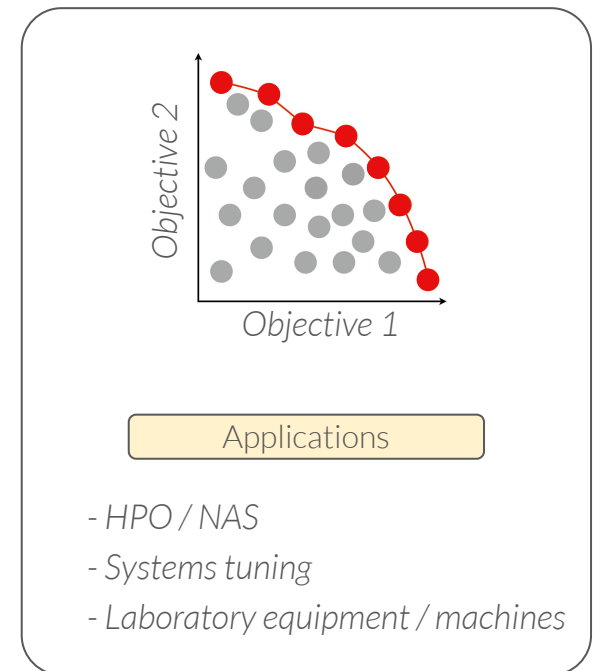 Objective 2
Objective 1
Applications
- HPO / NAS
- Systems tuning
- Laboratory equipment / machines